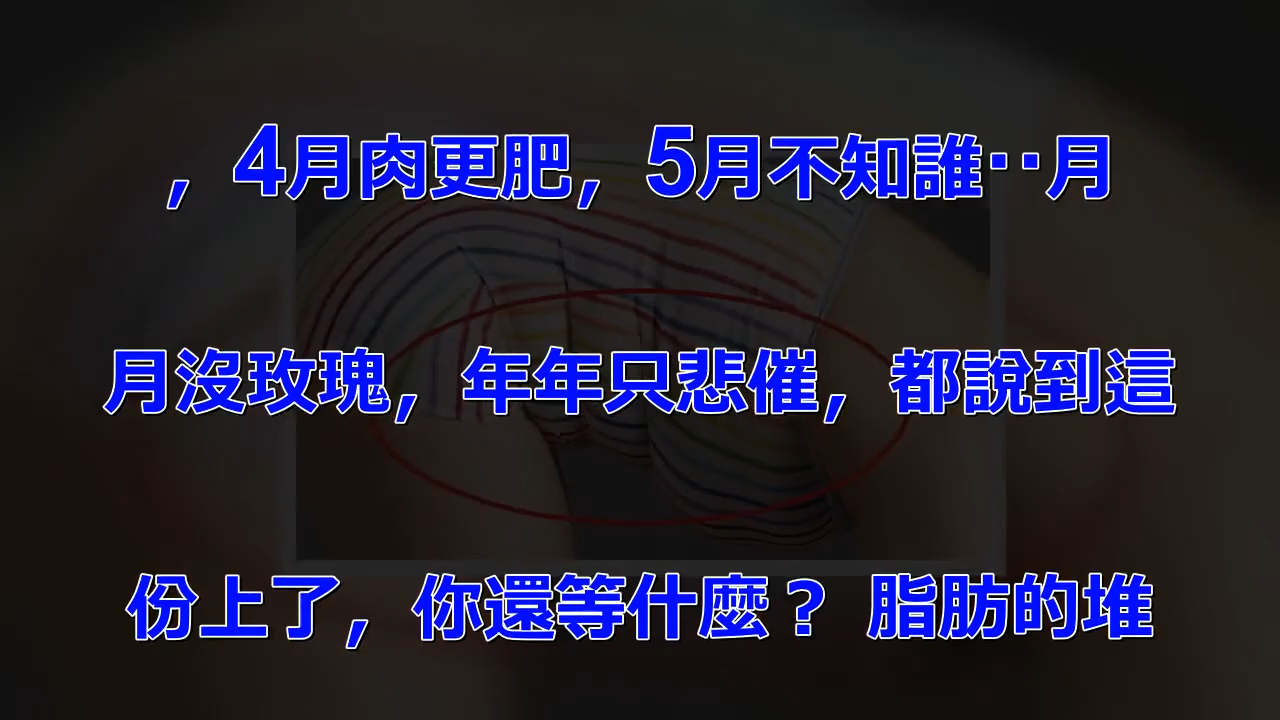 ，4月肉更肥，5月不知誰‥月
月沒玫瑰，年年只悲催，都說到這
份上了，你還等什麼？ 脂肪的堆